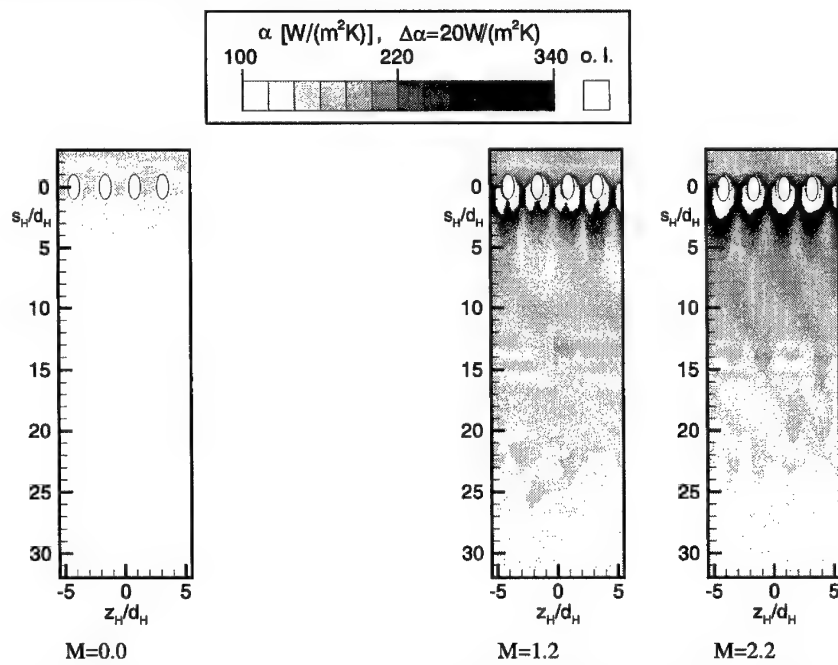 α [W/(m²K)], Δα=20W/(m²K)
100 220 340 o. l.
0 0 0
s_H/d_H s_H/d_H s_H/d_H
5 5 5
10 10 10
15 15 15
20 20 20
25 25 25
30 30 30
-5 0 5 -5 0 5 -5 0 5
z_H/d_H z_H/d_H z_H/d_H
M=0.0 M=1.2 M=2.2